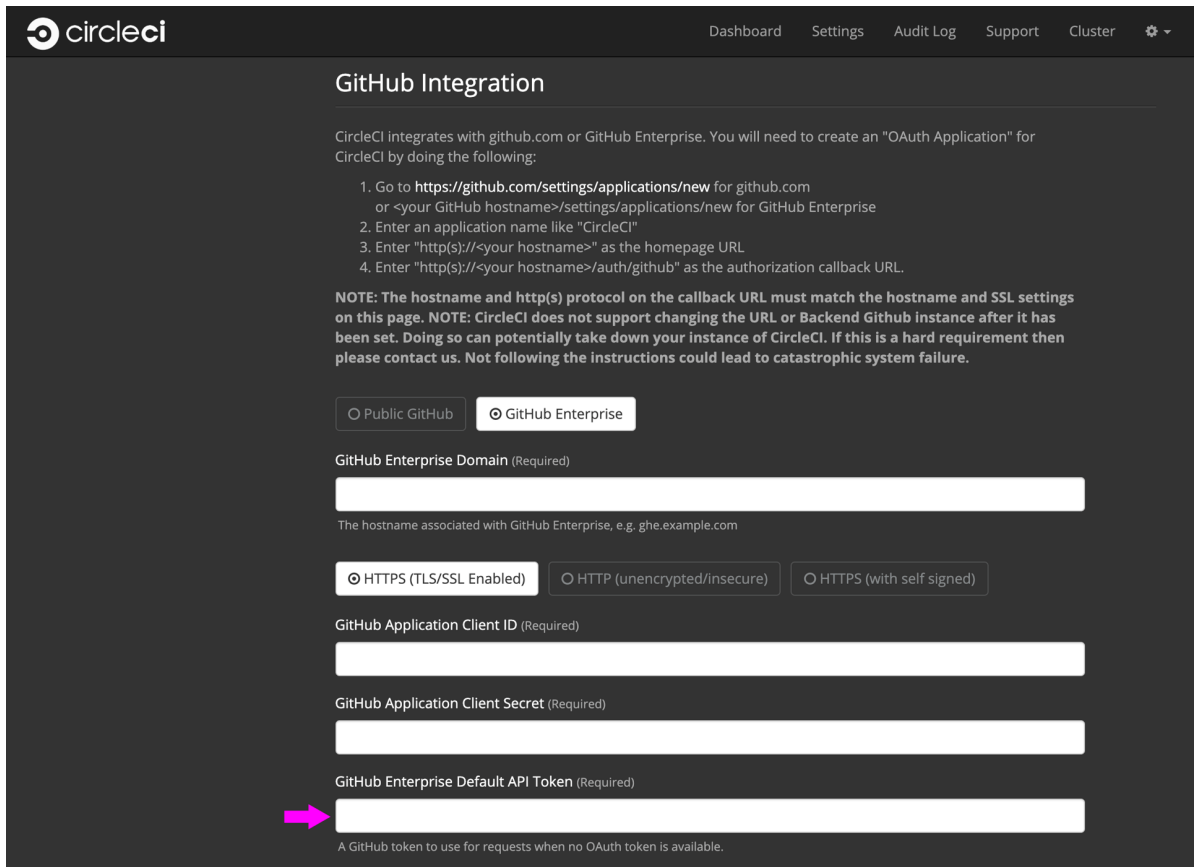 circleci
Dashboard Settings Audit Log Support Cluster
GitHub Integration
CircleCI integrates with github.com or GitHub Enterprise. You will need to create an "OAuth Application" for
CircleCI by doing the following:
1. Go to https://github.com/settings/applications/new for github.com
or <your GitHub hostname>/settings/applications/new for GitHub Enterprise
2. Enter an application name like "CircleCI"
3. Enter "http(s)://<your hostname>" as the homepage URL
4. Enter "http(s)://<your hostname>/auth/github" as the authorization callback URL.
NOTE: The hostname and http(s) protocol on the callback URL must match the hostname and SSL settings
on this page. NOTE: CircleCI does not support changing the URL or Backend Github instance after it has
been set. Doing so can potentially take down your instance of CircleCI. If this is a hard requirement then
please contact us. Not following the instructions could lead to catastrophic system failure.
Public GitHub GitHub Enterprise
GitHub Enterprise Domain (Required)
The hostname associated with GitHub Enterprise, e.g. ghe.example.com
HTTPS (TLS/SSL Enabled) HTTP (unencrypted/insecure) HTTPS (with self signed)
GitHub Application Client ID (Required)
GitHub Application Client Secret (Required)
GitHub Enterprise Default API Token (Required)
A GitHub token to use for requests when no OAuth token is available.